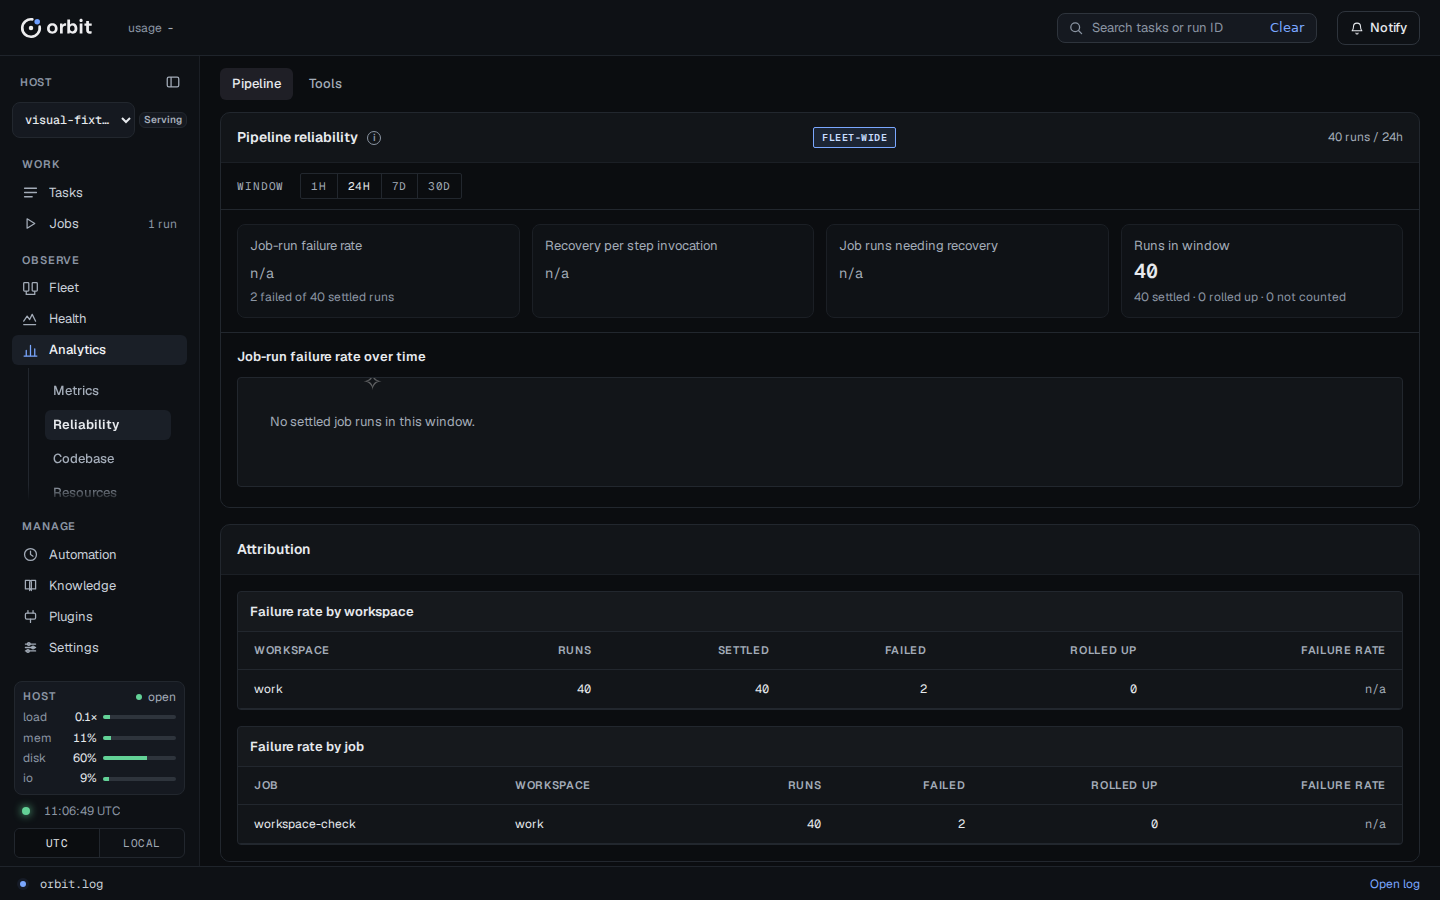 orbit
usage -
Search tasks or run ID
Clear
Notify
HOST
visual-fixt…
Serving
WORK
Tasks
Jobs
1 run
OBSERVE
Fleet
Health
Analytics
Metrics
Reliability
Codebase
Resources
MANAGE
Automation
Knowledge
Plugins
Settings
HOST
open
load 0.1×
mem 11%
disk 60%
io 9%
11:06:49 UTC
UTC LOCAL
Pipeline Tools
Pipeline reliability
FLEET-WIDE
40 runs / 24h
WINDOW 1H 24H 7D 30D
Job-run failure rate
n/a
2 failed of 40 settled runs
Recovery per step invocation
n/a
Job runs needing recovery
n/a
Runs in window
40
40 settled · 0 rolled up · 0 not counted
Job-run failure rate over time
No settled job runs in this window.
Attribution
Failure rate by workspace
WORKSPACE RUNS SETTLED FAILED ROLLED UP FAILURE RATE
work 40 40 2 0 n/a
Failure rate by job
JOB WORKSPACE RUNS FAILED ROLLED UP FAILURE RATE
workspace-check work 40 2 0 n/a
orbit.log
Open log